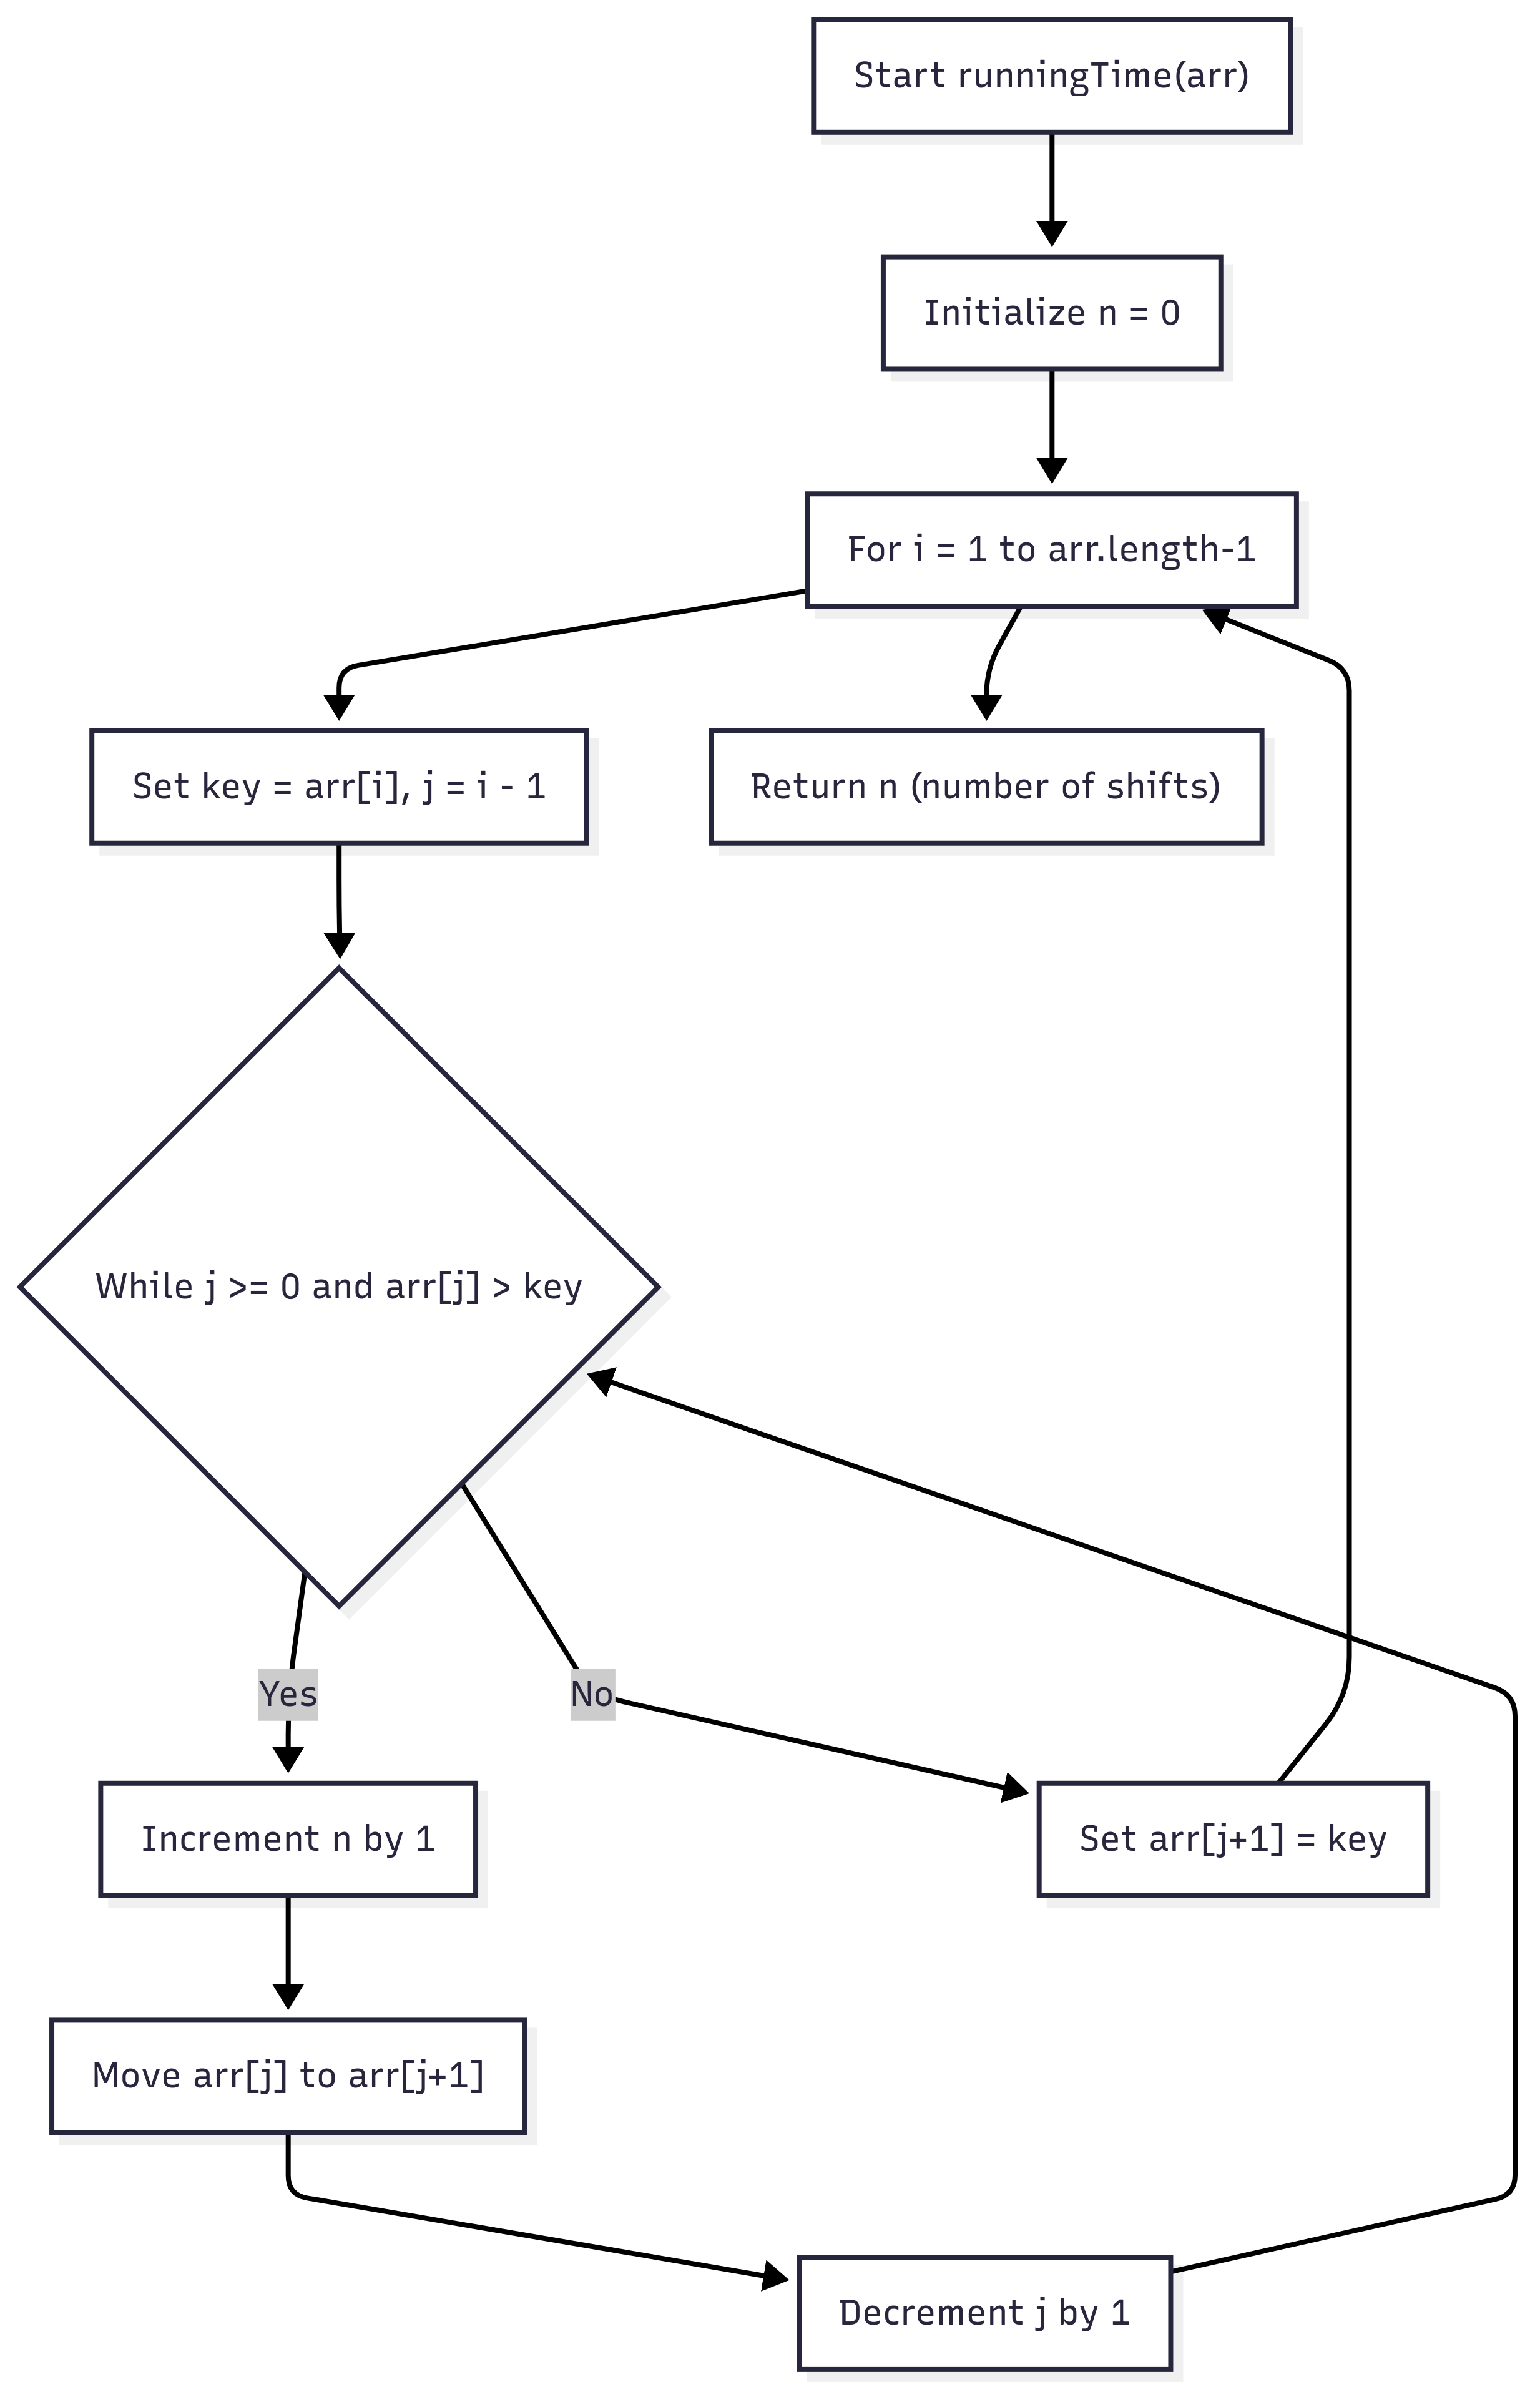 Start runningTime(arr)
Initialize n = 0
For i = 1 to arr.length-1
Set key = arr[i], j = i - 1
Return n (number of shifts)
While j >= 0 and arr[j] > key
Yes
No
Increment n by 1
Set arr[j+1] = key
Move arr[j] to arr[j+1]
Decrement j by 1